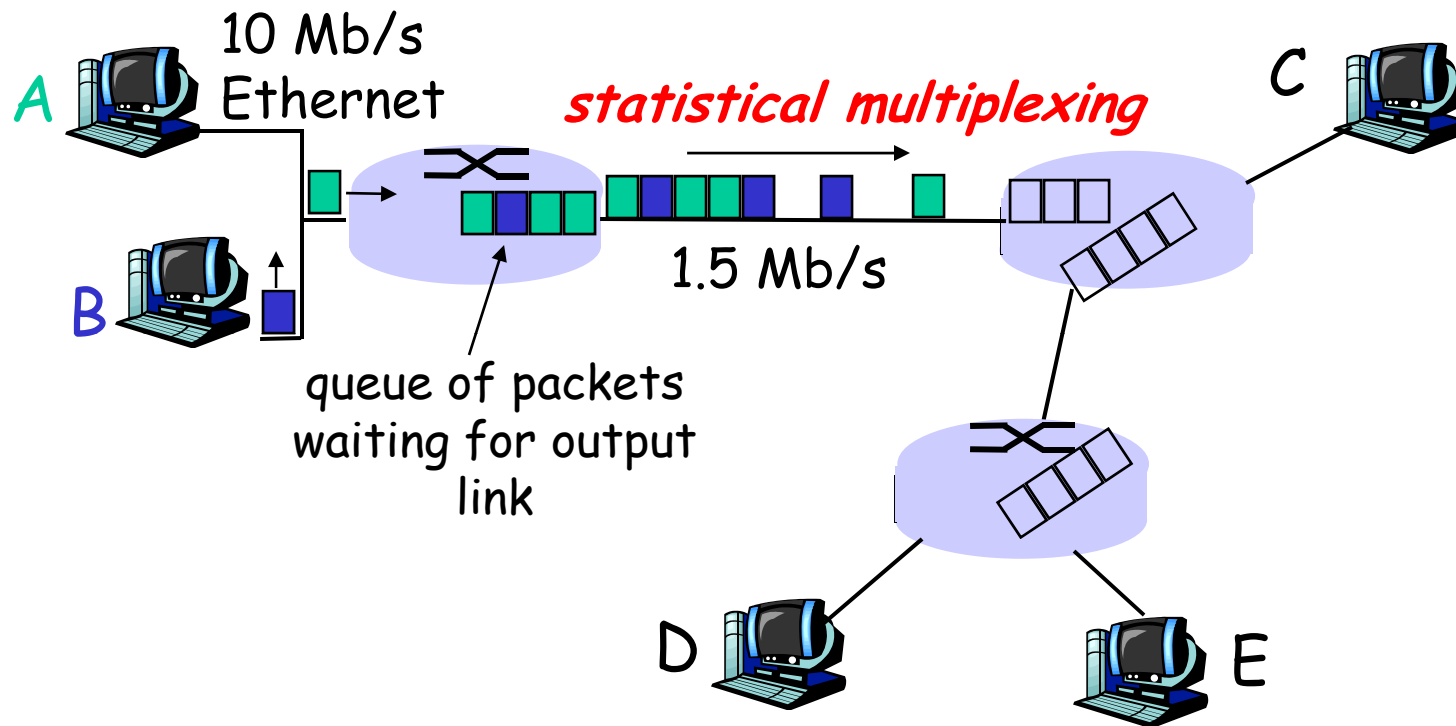 10 Mb/s
Ethernet
A
statistical multiplexing
C
B
1.5 Mb/s
queue of packets
waiting for output
link
D
E